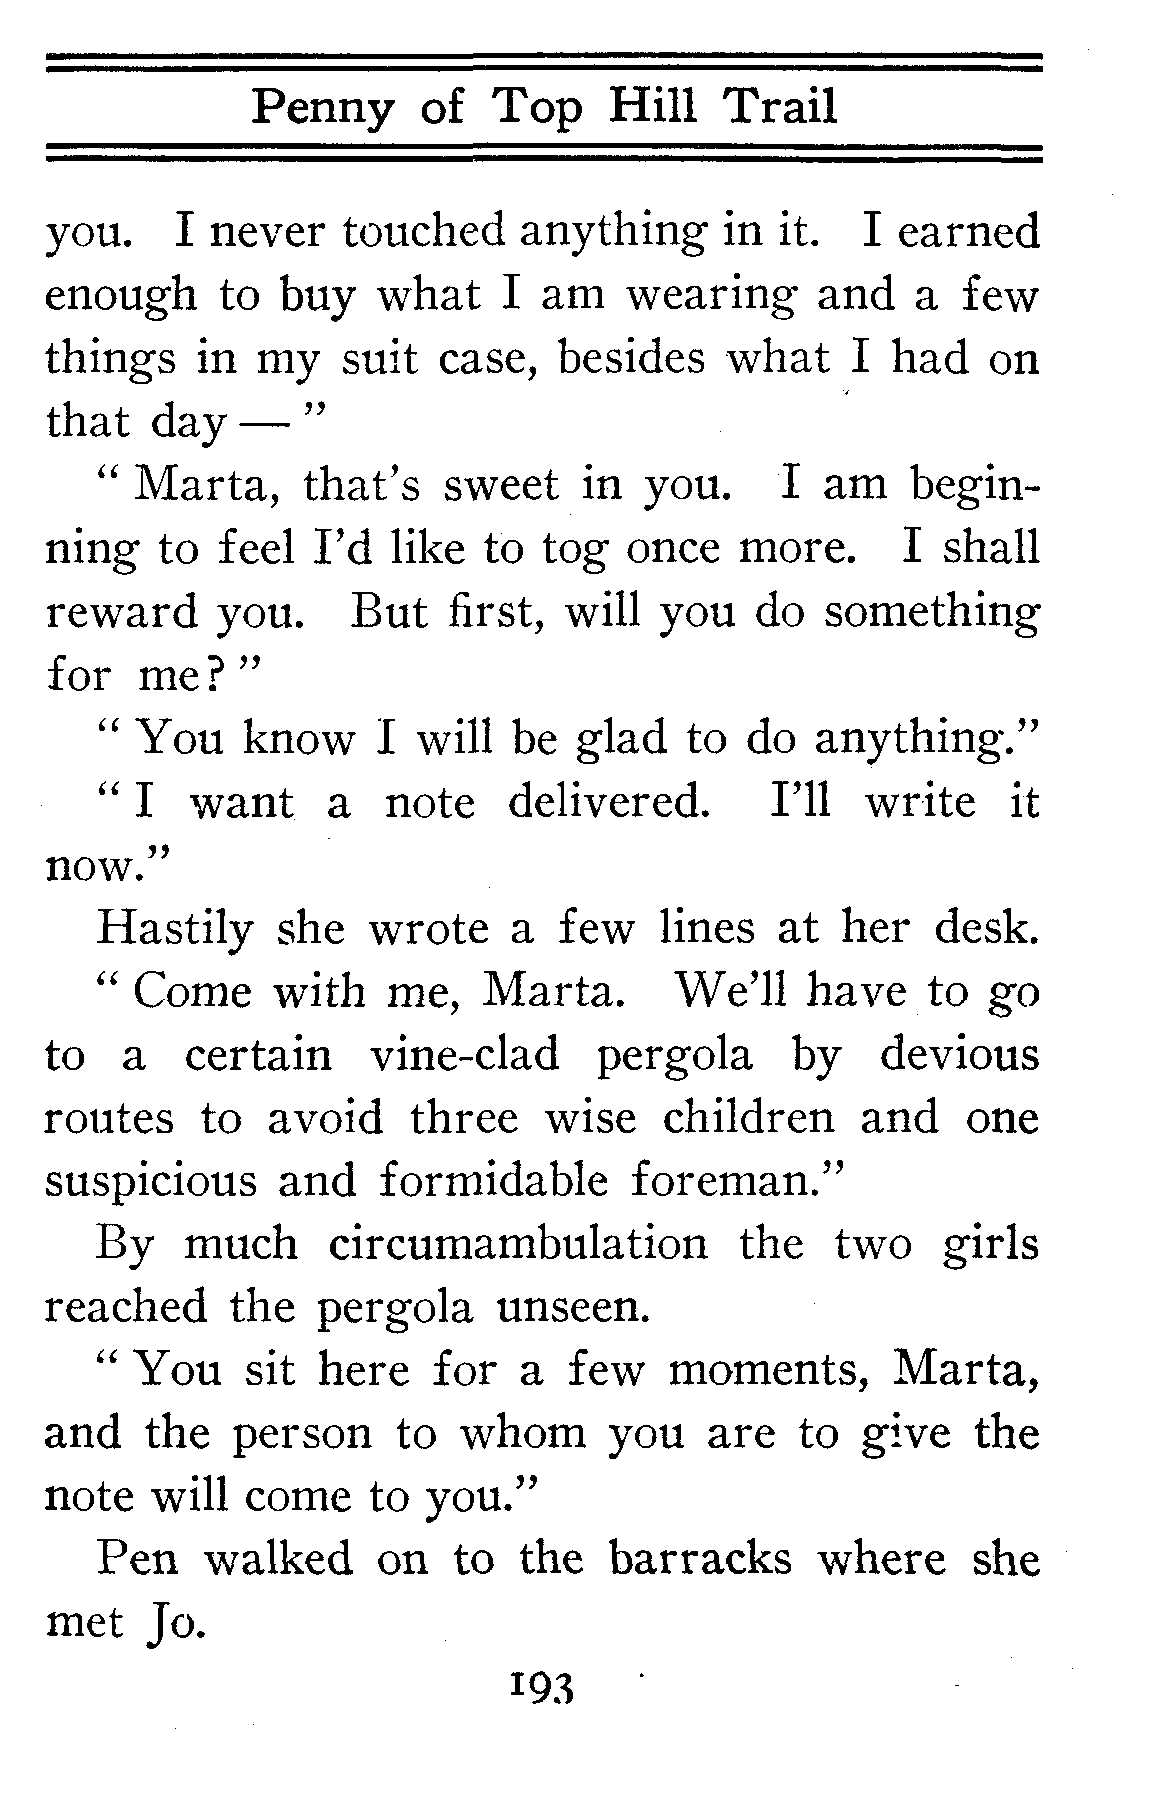 Penny of Top Hill Trail
you. I never touched anything in it. I earned
enough to buy what I am wearing and a few
things in my suit case, besides what I had on
that day — ”
“ Marta, that’s sweet in you. I am begin-
ning to feel I’d like to tog once more. I shall
reward you. But first, will you do something
for me? ”
“ You know I will be glad to do anything.”
“ I want a note delivered. I’ll write it
now.”
Hastily she wrote a few lines at her desk.
“ Come with me, Marta. We’ll have to go
to a certain vine-clad pergola by devious
routes to avoid three wise children and one
suspicious and formidable foreman.”
By much circumambulation the two girls
reached the pergola unseen.
“ You sit here for a few moments, Marta,
and the person to whom you are to give the
note will come to you.”
Pen walked on to the barracks where she
met Jo.
193